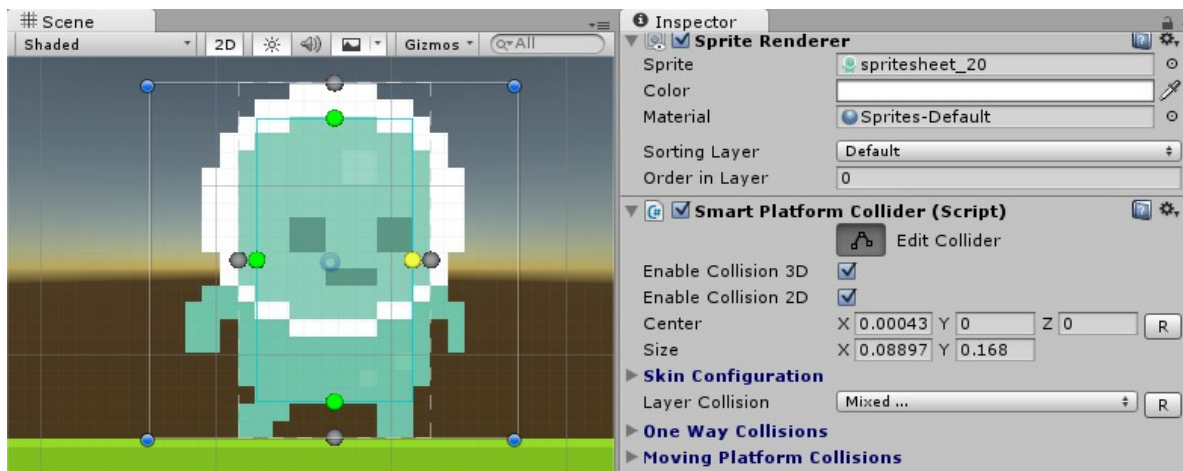 Scene
Shaded 2D Gizmos All
Inspector
Sprite Renderer
Sprite spritesheet_20
Color
Material Sprites-Default
Sorting Layer Default
Order in Layer 0
Smart Platform Collider (Script)
Edit Collider
Enable Collision 3D
Enable Collision 2D
Center X 0.00043 Y 0 Z 0 R
Size X 0.08897 Y 0.168
Skin Configuration
Layer Collision Mixed ... R
One Way Collisions
Moving Platform Collisions